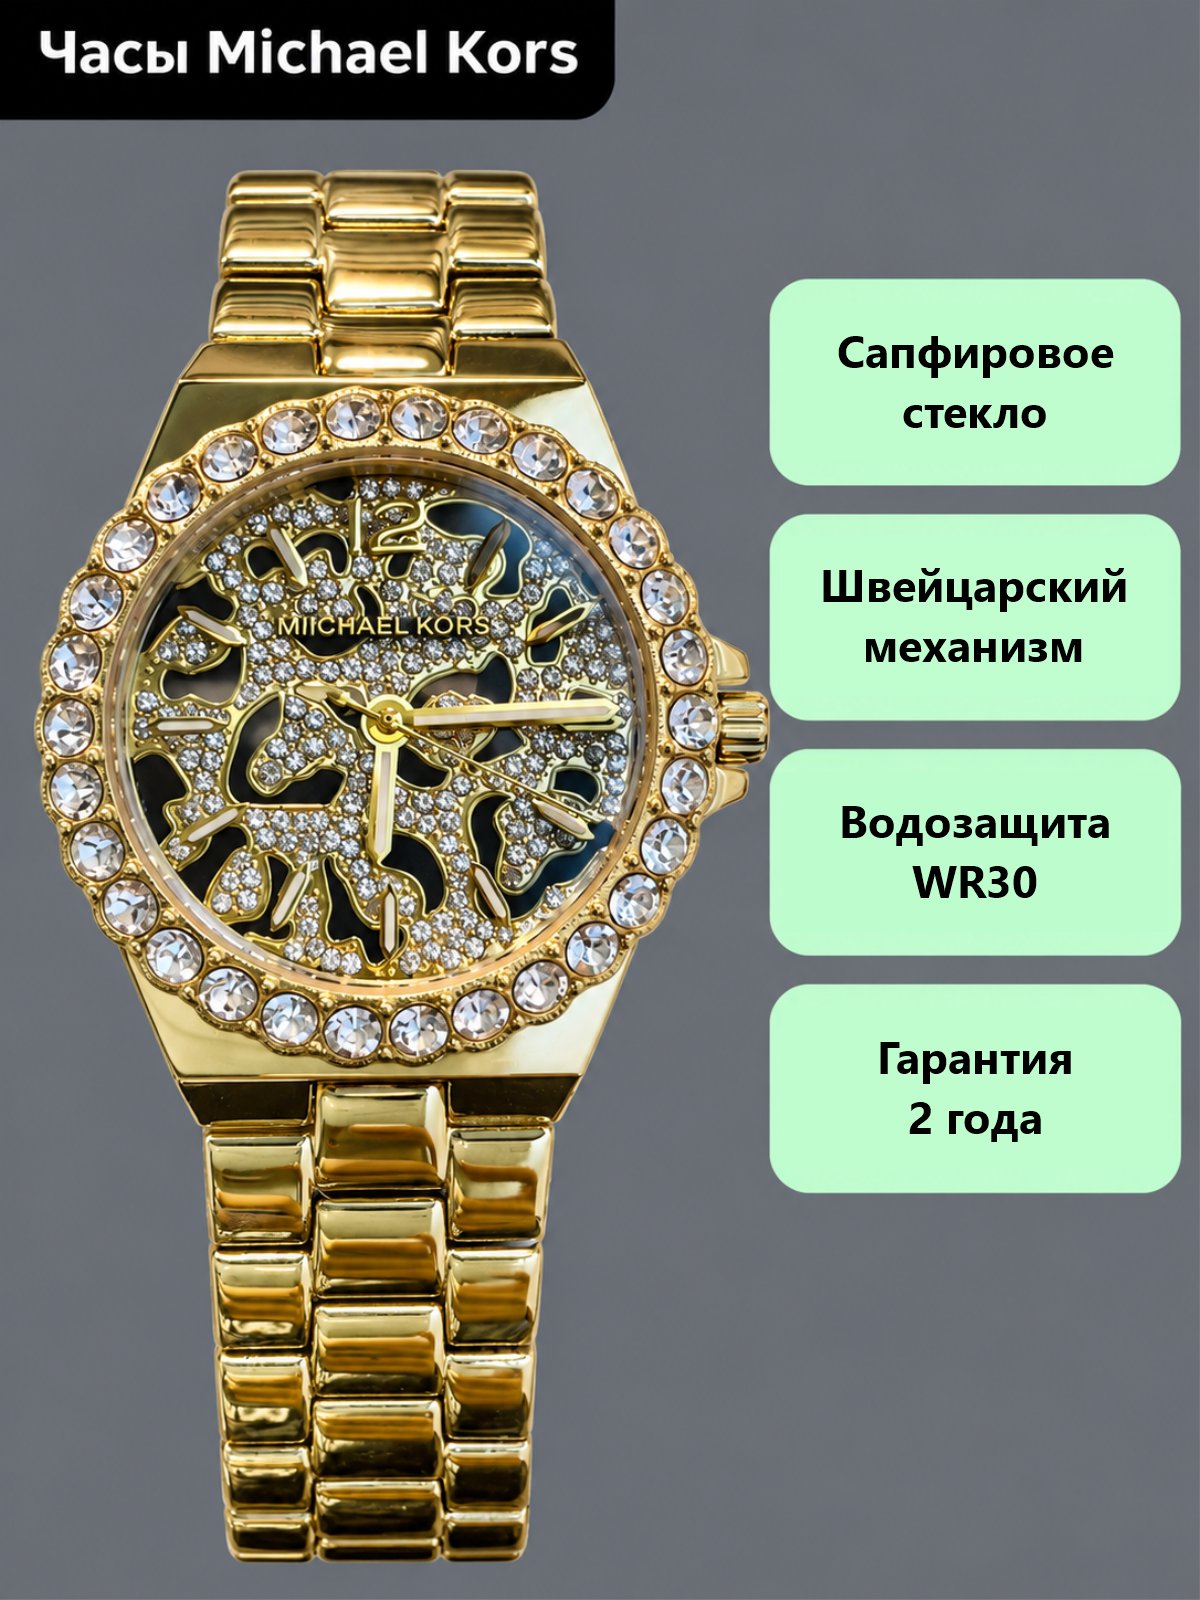 Часы Michael Kors
12
MIICHAEL KORS
Сапфировое
стекло
Швейцарский
механизм
Водозащита
WR30
Гарантия
2 года